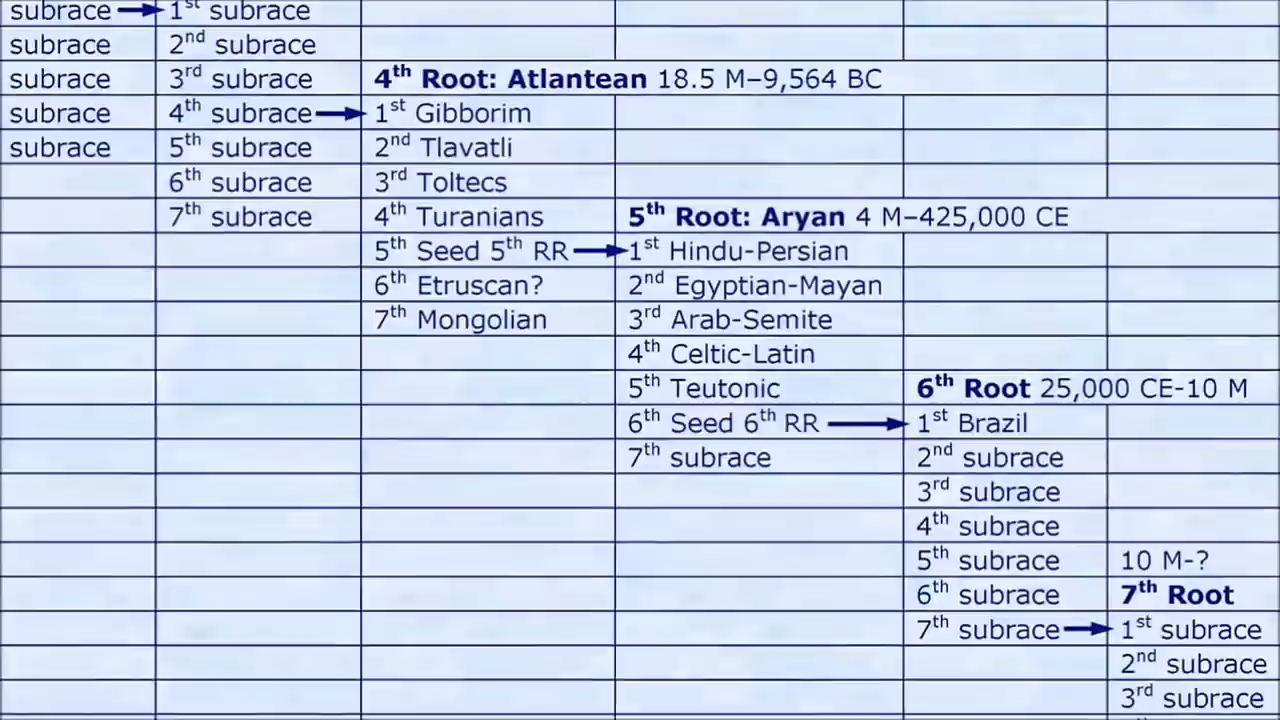 subrace → 1st subrace
subrace 2nd subrace
subrace 3rd subrace 4th Root: Atlantean 18.5 M–9,564 BC
subrace 4th subrace → 1st Gibborim
subrace 5th subrace 2nd Tlavatli
6th subrace 3rd Toltecs
7th subrace 4th Turanians 5th Root: Aryan 4 M–425,000 CE
5th Seed 5th RR → 1st Hindu-Persian
6th Etruscan? 2nd Egyptian-Mayan
7th Mongolian 3rd Arab-Semite
4th Celtic-Latin
5th Teutonic 6th Root 25,000 CE-10 M
6th Seed 6th RR → 1st Brazil
7th subrace 2nd subrace
3rd subrace
4th subrace
5th subrace 10 M-?
6th subrace 7th Root
7th subrace → 1st subrace
2nd subrace
3rd subrace